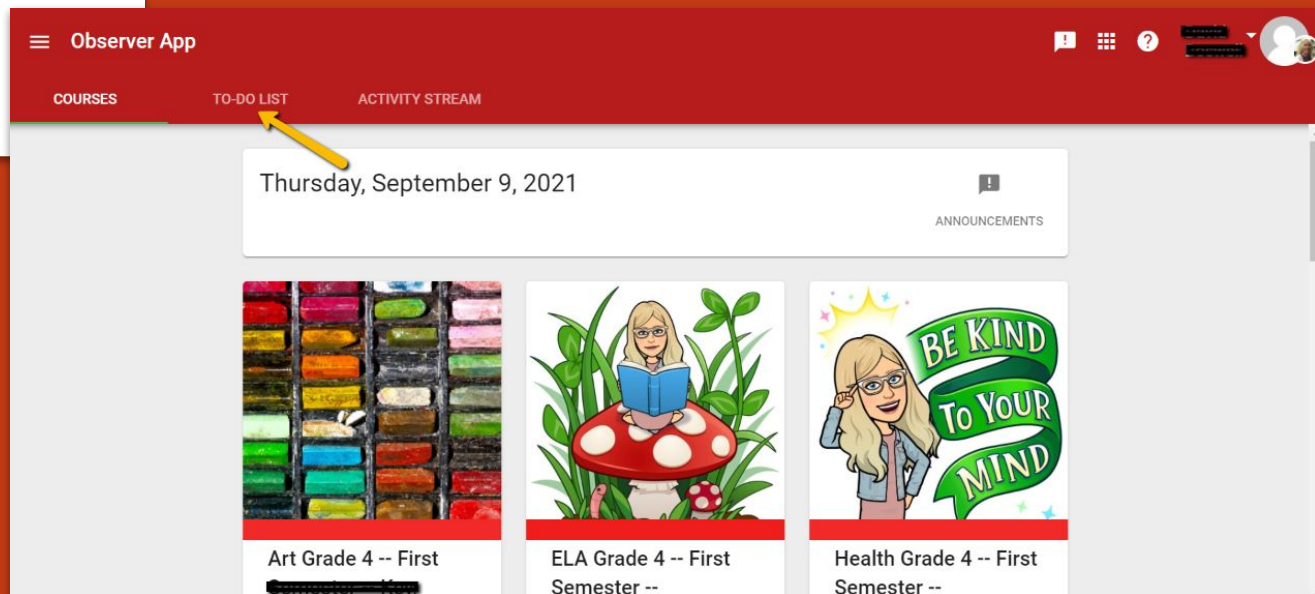 Observer App
COURSES TO-DO LIST ACTIVITY STREAM
Thursday, September 9, 2021
ANNOUNCEMENTS
BE KIND
TO YOUR
MIND
Art Grade 4 -- First
ELA Grade 4 -- First
Semester --
Health Grade 4 -- First
Semester --